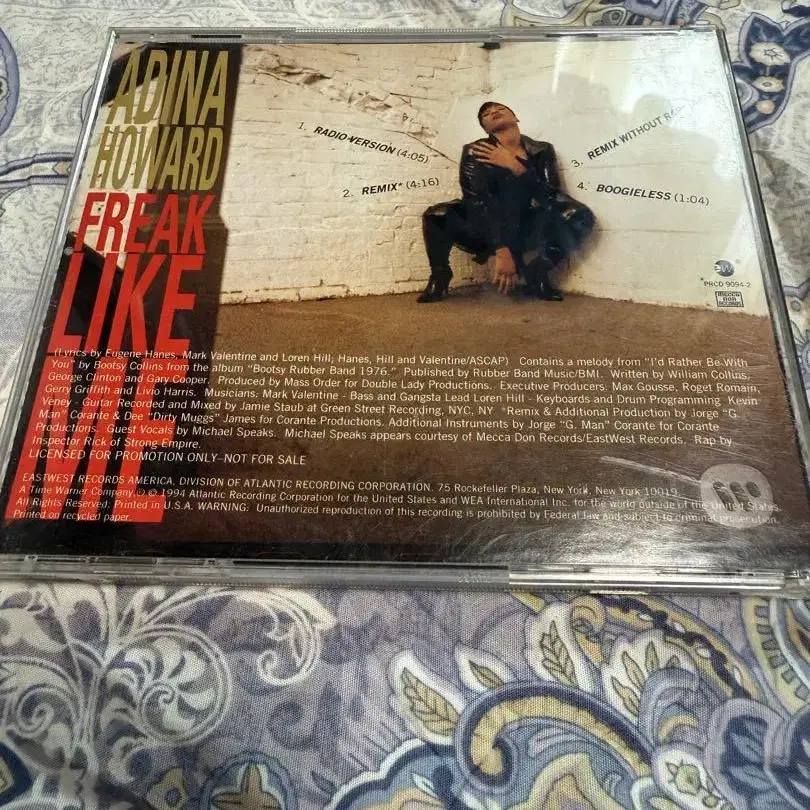 ADINA
HOWARD
FREAK
LIKE
ME
1. RADIO VERSION (4:05)
2. REMIX* (4:16)
3. REMIX WITHOUT
4. BOOGIELESS (1:04)
ew
PRCD 9094-2
MECCA
DON
RECORDS
(Lyrics by Eugene Hanes, Mark Valentine and Loren Hill; Hanes, Hill and Valentine/ASCAP) Contains a melody from "I'd Rather Be With
You" by Bootsy Collins from the album "Bootsy Rubber Band 1976." Published by Rubber Band Music/BMI. Written by William Collins,
George Clinton and Gary Cooper. Produced by Mass Order for Double Lady Productions. Executive Producers, Max Gousse, Roget Romain,
Gerry Griffith and Livio Harris. Musicians: Mark Valentine - Bass and Gangsta Lead Loren Hill - Keyboards and Drum Programming Kevin
Veney - Guitar Recorded and Mixed by Jamie Staub at Green Street Recording, NYC, NY *Remix & Additional Production by Jorge "G.
Man" Corante & Dee "Dirty Muggs" James for Corante Productions. Additional Instruments by Jorge "G. Man" Corante for Corante
Productions. Guest Vocals by Michael Speaks. Michael Speaks appears courtesy of Mecca Don Records/EastWest Records. Rap by
Inspector Rick of Strong Empire.
LICENSED FOR PROMOTION ONLY–NOT FOR SALE
EASTWEST RECORDS AMERICA, DIVISION OF ATLANTIC RECORDING CORPORATION, 75 Rockefeller Plaza, New York, New York 10019.
A Time Warner Company. ℗ © 1994 Atlantic Recording Corporation for the United States and WEA International Inc. for the world outside of the United States.
All Rights Reserved. Printed in U.S.A. WARNING: Unauthorized reproduction of this recording is prohibited by Federal law and subject to criminal prosecution.
Printed on recycled paper.